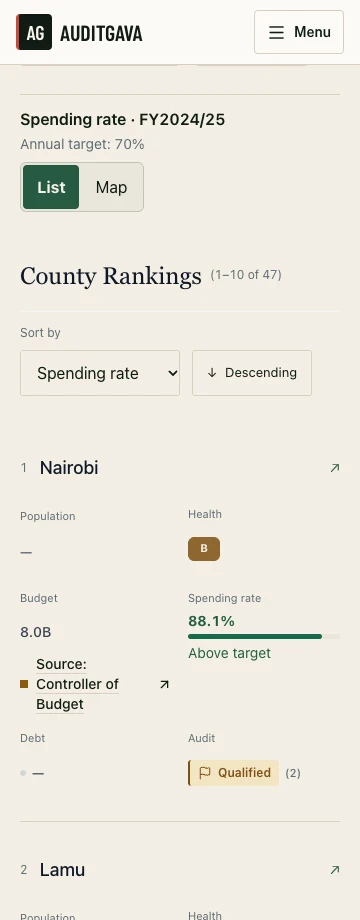 AG AUDITGAVA
Menu
Spending rate · FY2024/25
Annual target: 70%
List Map
County Rankings (1–10 of 47)
Sort by
Spending rate ↓ Descending
1 Nairobi ↗
Population Health
— B
Budget Spending rate
8.0B 88.1%
Above target
Source:
Controller of ↗
Budget
Debt Audit
— Qualified (2)
2 Lamu ↗
Population Health